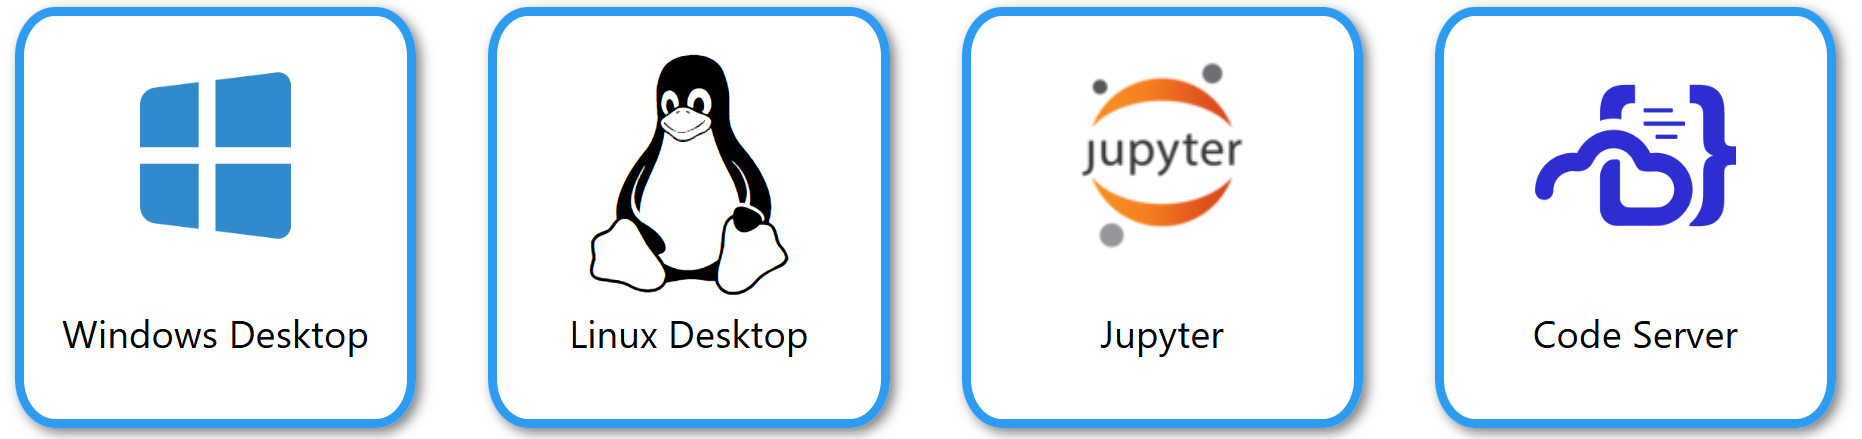 jupyter
Windows Desktop
Linux Desktop
Jupyter
Code Server